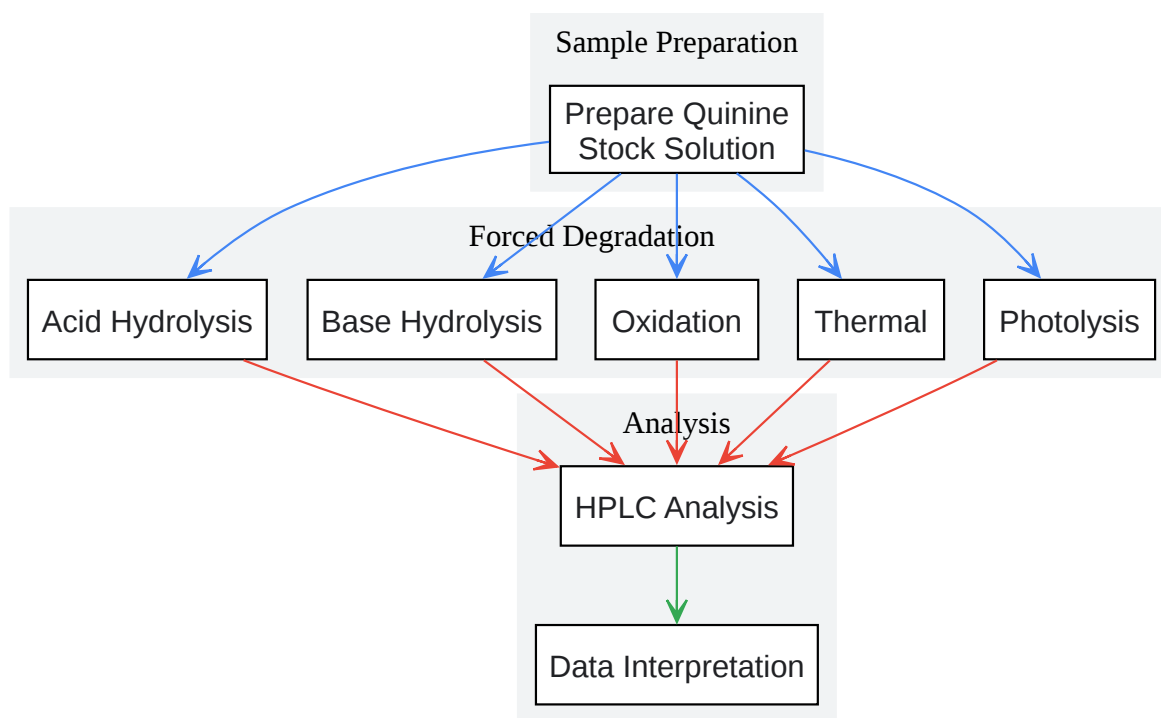 Sample Preparation
Prepare Quinine
Stock Solution
Forced Degradation
Acid Hydrolysis
Base Hydrolysis
Oxidation
Thermal
Photolysis
Analysis
HPLC Analysis
Data Interpretation